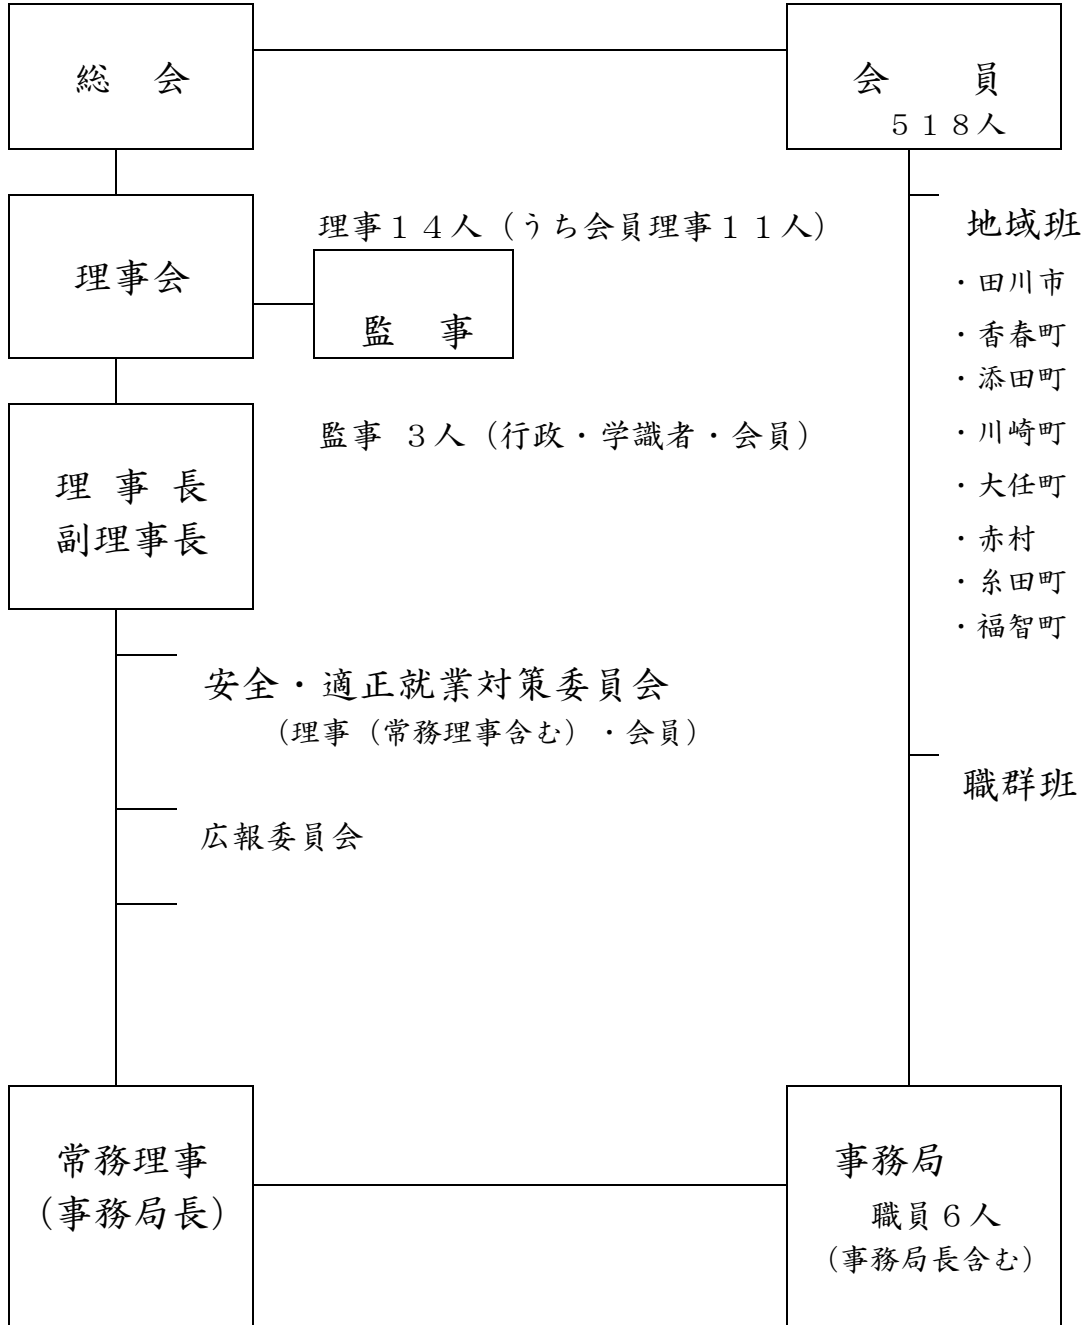 総　会
会　　員
５１８人
理事１４人（うち会員理事１１人）
理事会
監　事
監事 ３人（行政・学識者・会員）
理 事 長
副理事長
安全・適正就業対策委員会
（理事（常務理事含む）・会員）
広報委員会
地域班
・田川市
・香春町
・添田町
・川崎町
・大任町
・赤村
・糸田町
・福智町
職群班
常務理事
（事務局長）
事務局
職員６人
（事務局長含む）